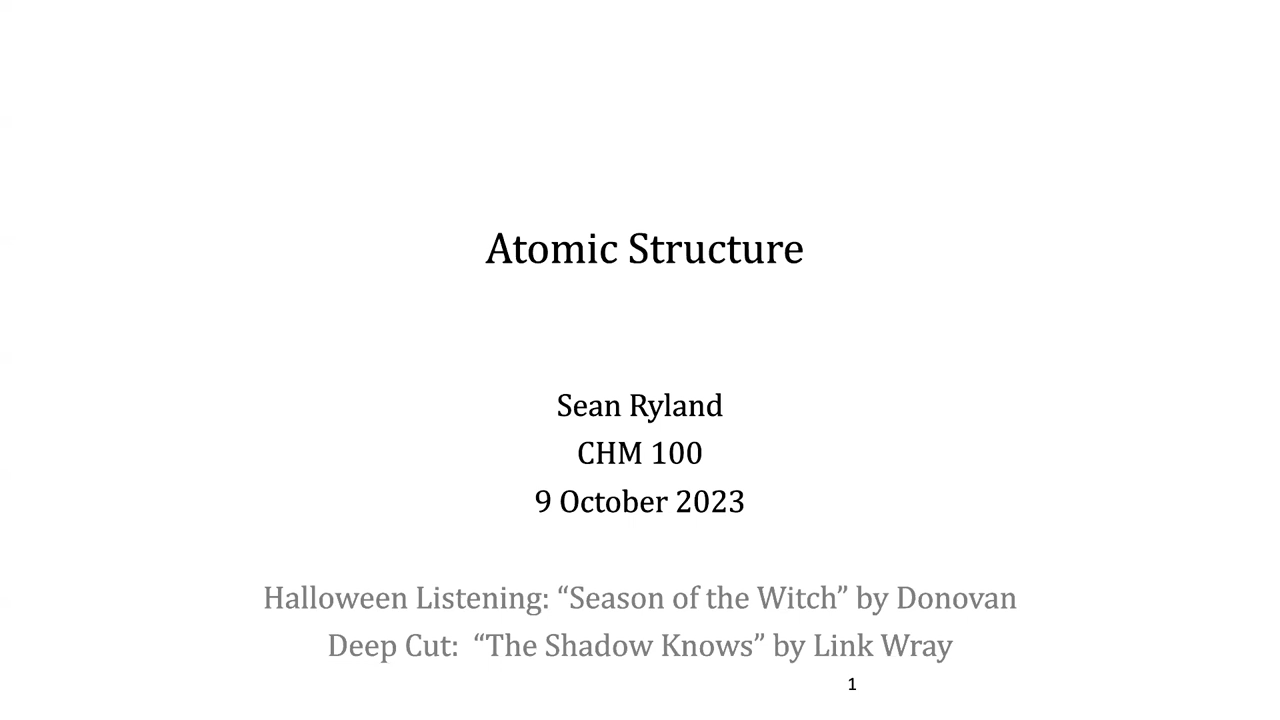 Atomic Structure
Sean Ryland
CHM 100
9 October 2023
Halloween Listening: “Season of the Witch” by Donovan
Deep Cut:  “The Shadow Knows” by Link Wray
1